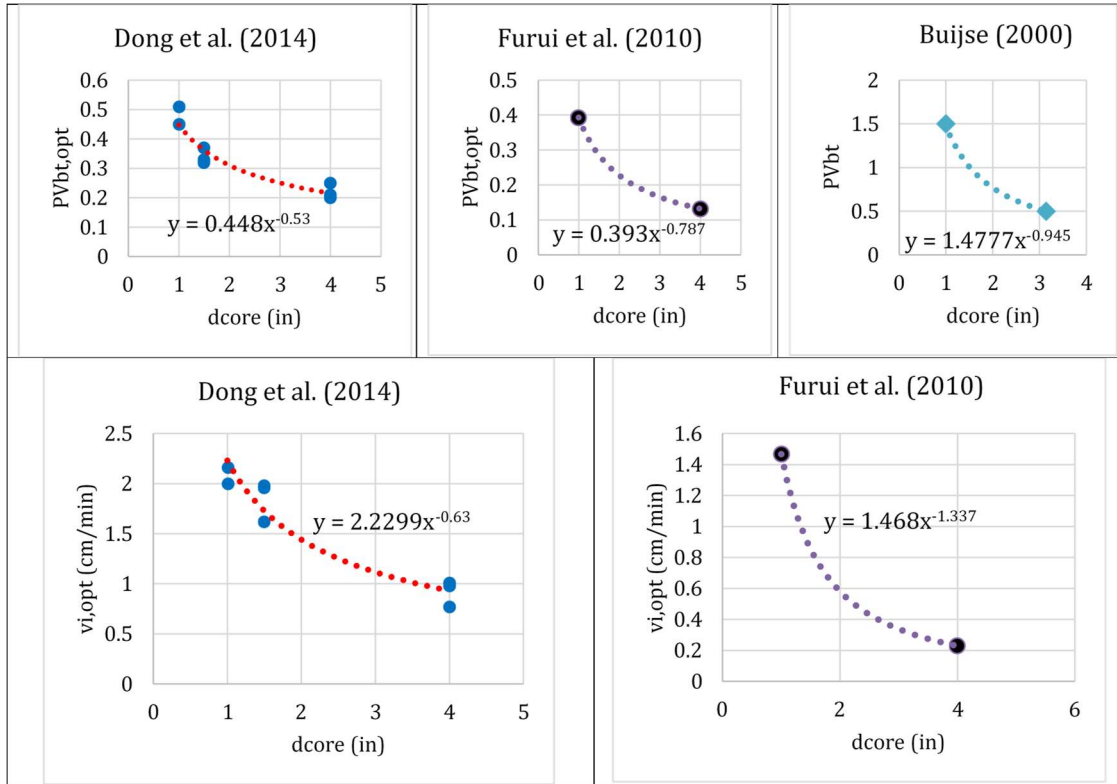 Dong et al. (2014)
PVbt,opt
0.6
0.5
0.4
0.3
0.2
0.1
0
y = 0.448x^-0.53
0 1 2 3 4 5
dcore (in)
Furui et al. (2010)
PVbt,opt
0.5
0.4
0.3
0.2
0.1
0
y = 0.393x^-0.787
0 1 2 3 4 5
dcore (in)
Buijse (2000)
PVbt
2
1.5
1
0.5
0
y = 1.4777x^-0.945
0 1 2 3 4
dcore (in)
Dong et al. (2014)
vi,opt (cm/min)
2.5
2
1.5
1
0.5
0
y = 2.2299x^-0.63
0 1 2 3 4 5
dcore (in)
Furui et al. (2010)
vi,opt (cm/min)
1.6
1.4
1.2
1
0.8
0.6
0.4
0.2
0
y = 1.468x^-1.337
0 2 4 6
dcore (in)